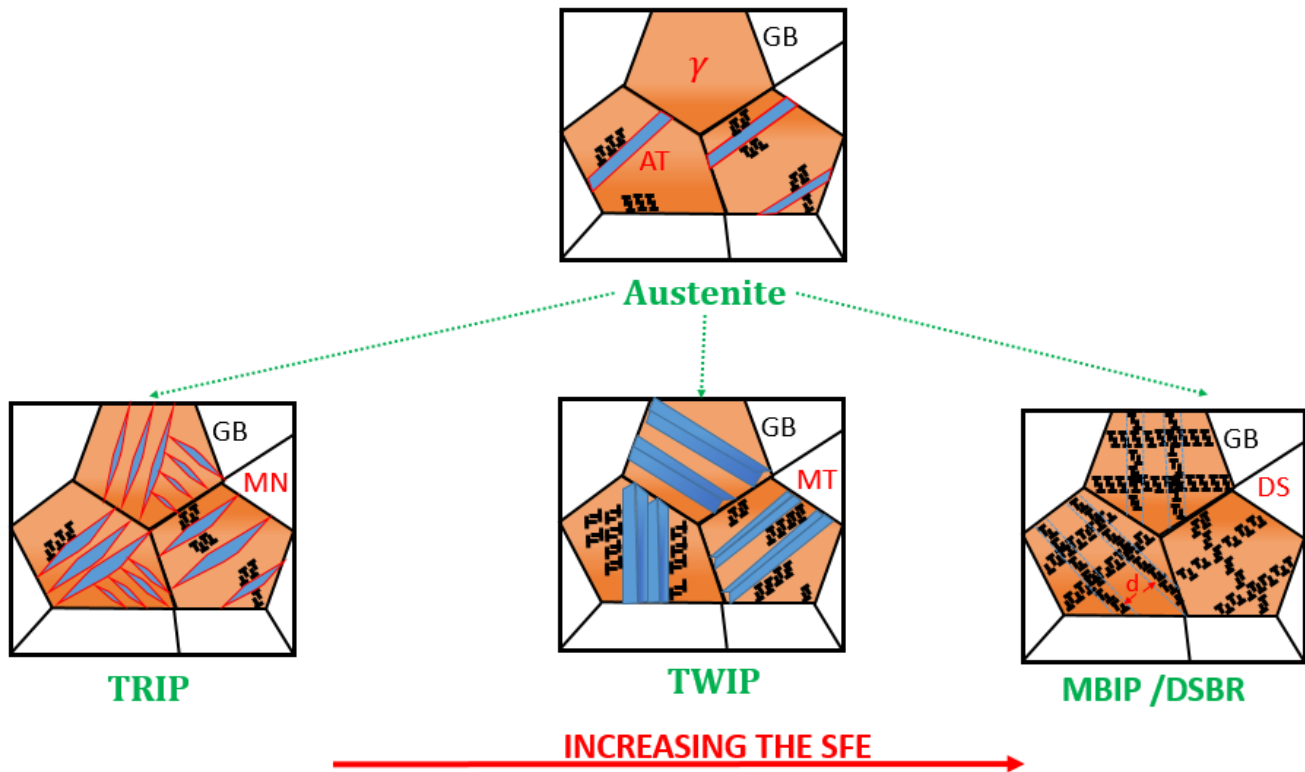 GB
γ
AT
Austenite
GB
MN
GB
MT
GB
DS
d
TRIP
TWIP
MBIP /DSBR
INCREASING THE SFE